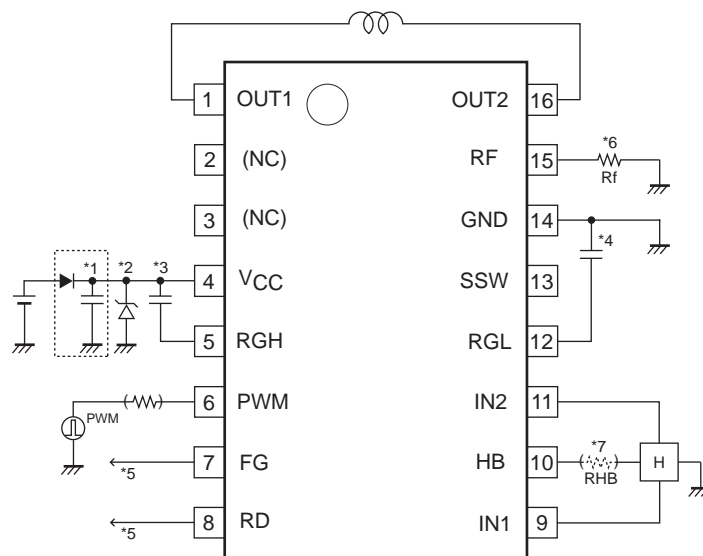 1 OUT1 OUT2 16
2 (NC) RF 15 *6 Rf
3 (NC) GND 14 *4
*1 *2 *3 4 VCC SSW 13
5 RGH RGL 12
PWM 6 PWM IN2 11
*5 7 FG HB 10 *7 RHB H
*5 8 RD IN1 9